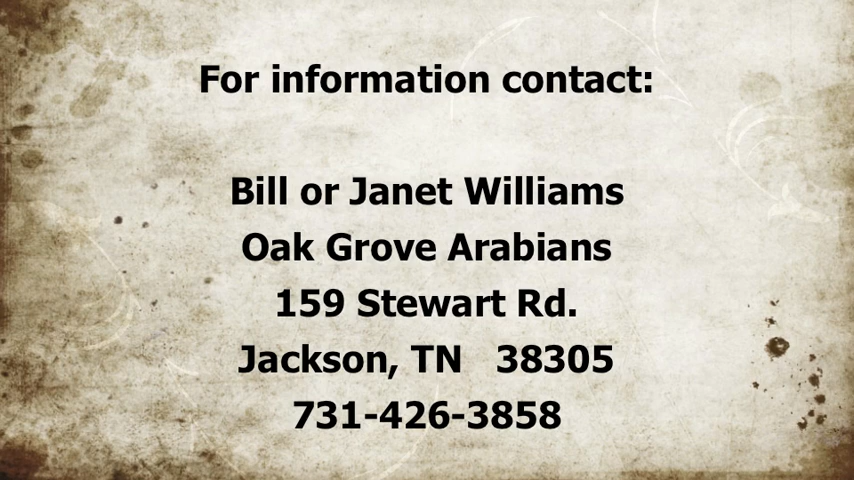 For information contact:
Bill or Janet Williams
Oak Grove Arabians
159 Stewart Rd.
Jackson, TN   38305
731-426-3858